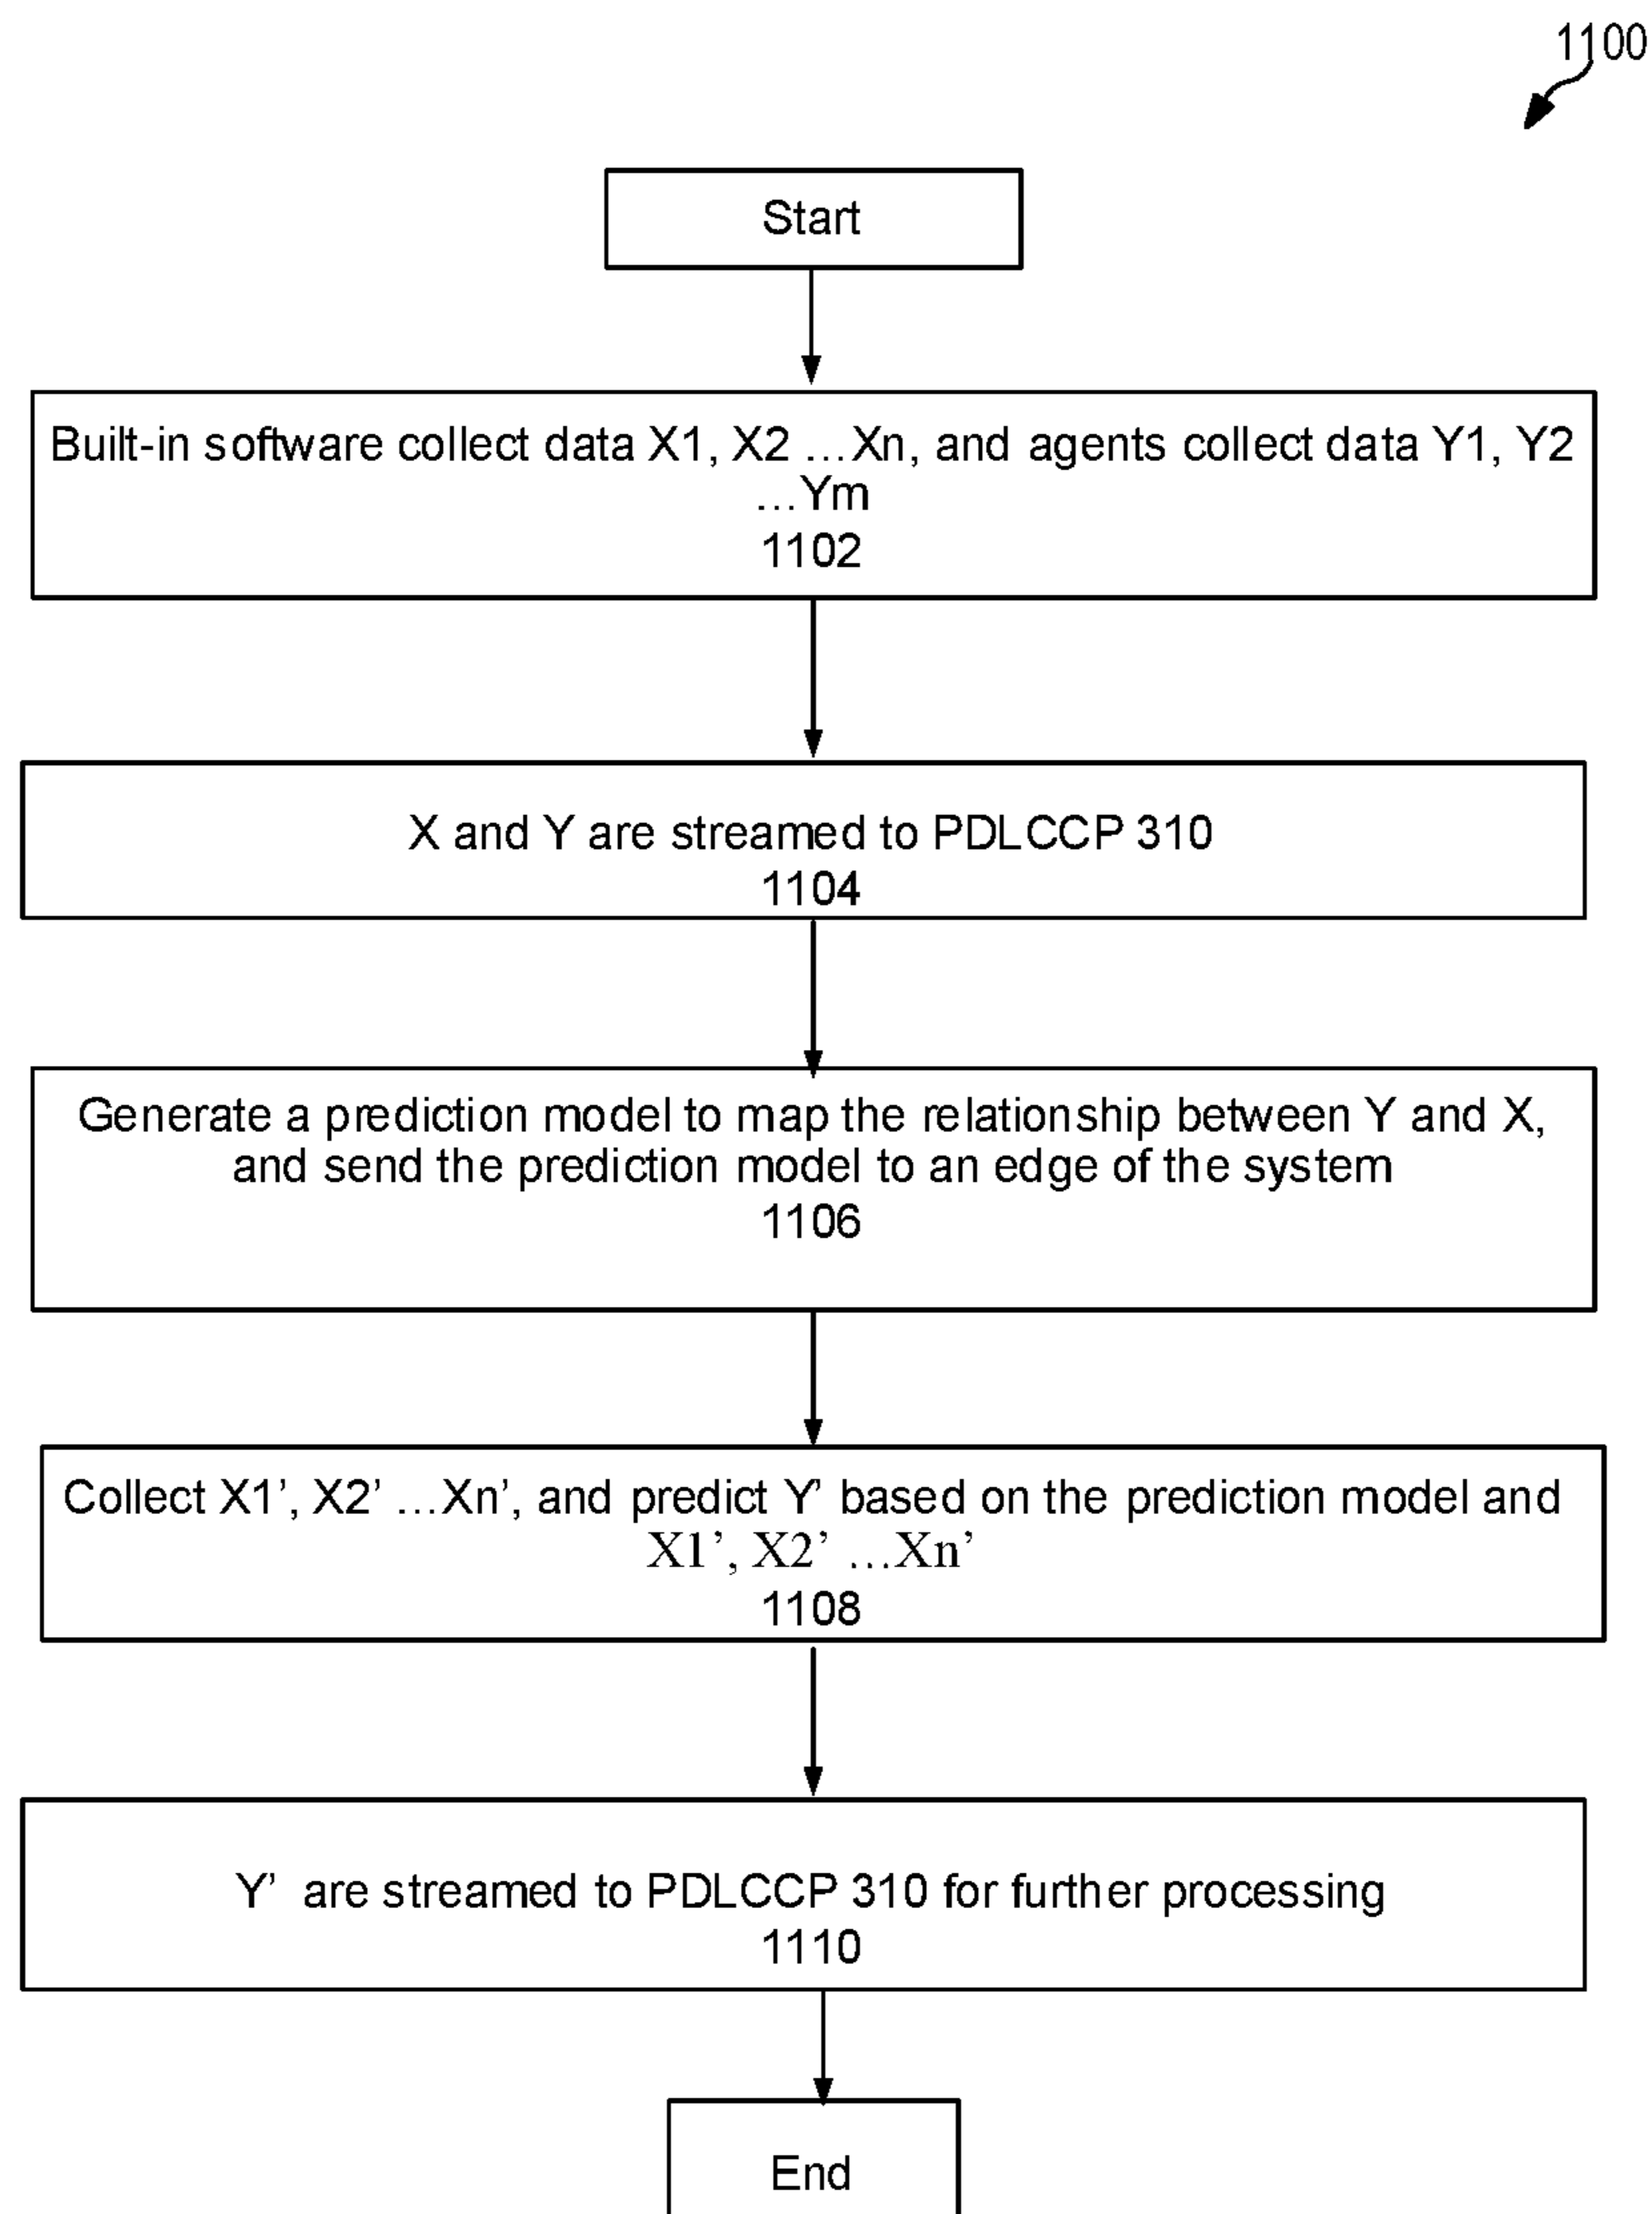 1100
Start
Built-in software collect data X1, X2 ...Xn, and agents collect data Y1, Y2
...Ym
1102
X and Y are streamed to PDLCCP 310
1104
Generate a prediction model to map the relationship between Y and X,
and send the prediction model to an edge of the system
1106
Collect X1’, X2’ ...Xn’, and predict Y’ based on the prediction model and
X1’, X2’ ...Xn’
1108
Y’ are streamed to PDLCCP 310 for further processing
1110
End